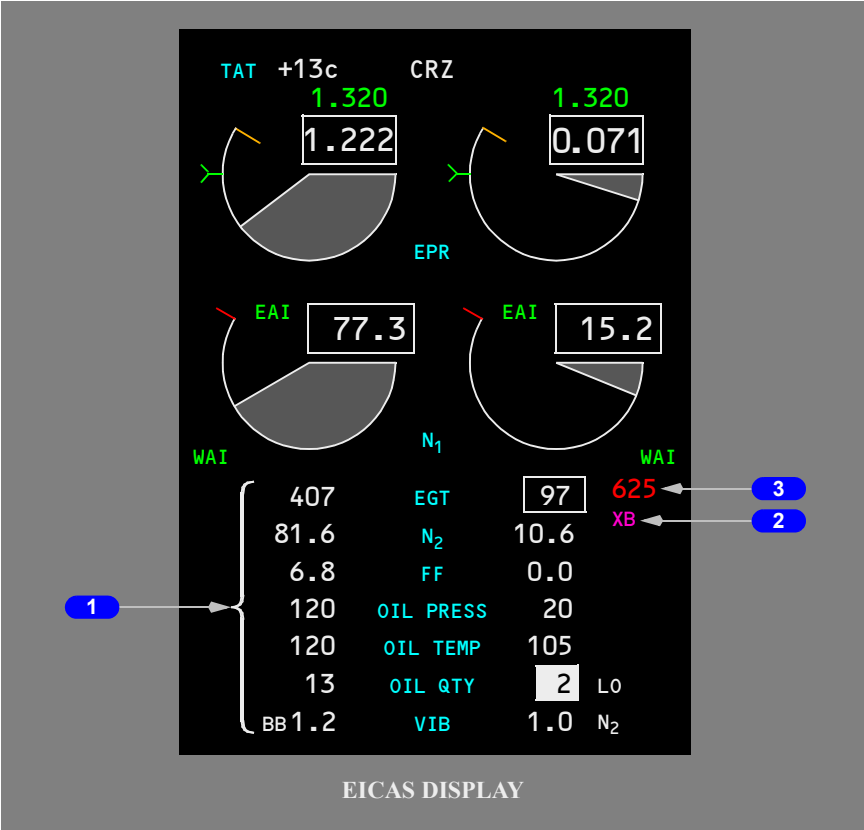 TAT +13c CRZ
1.320 1.320
1.222 0.071
EPR
EAI 77.3 EAI 15.2
N1
WAI WAI
407 EGT 97 625 3
XB 2
81.6 N2 10.6
6.8 FF 0.0
1 120 OIL PRESS 20
120 OIL TEMP 105
13 OIL QTY 2 LO
BB 1.2 VIB 1.0 N2
EICAS DISPLAY